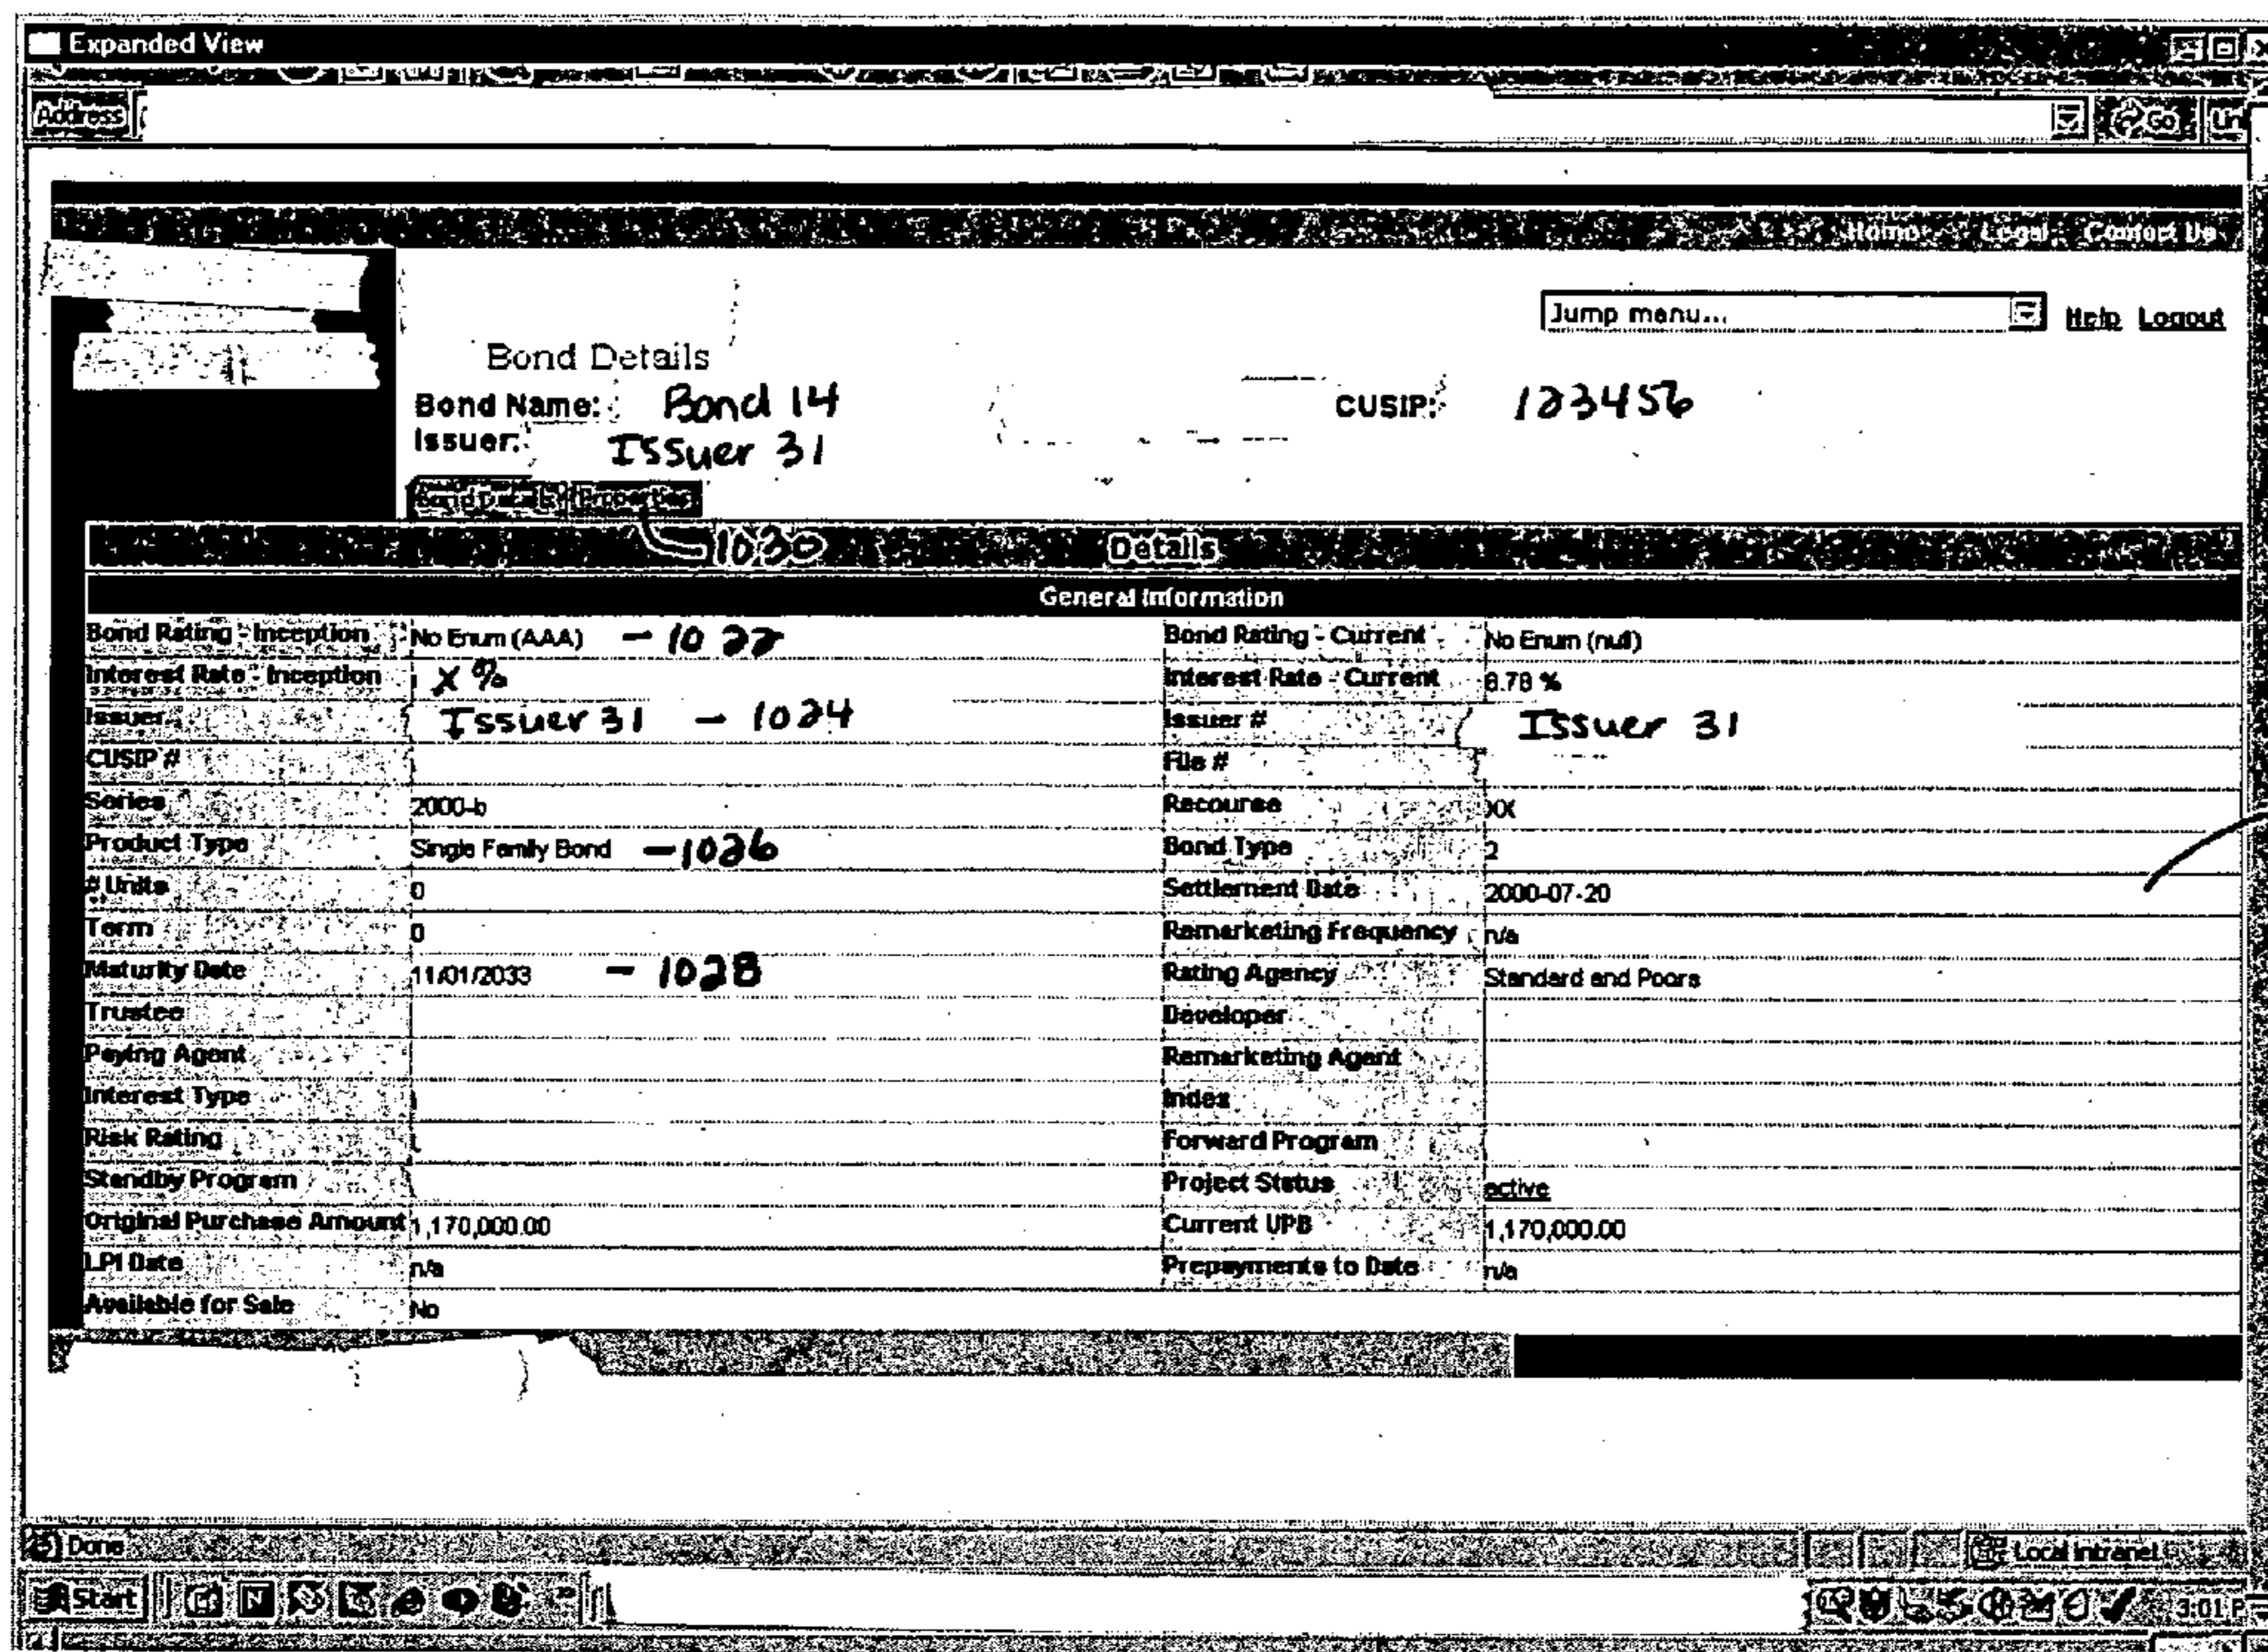 Expanded View
Address Go
Home Legal Contact Us
Jump menu... Help Logout
Bond Details
Bond Name: Bond 14 CUSIP: 123456
Issuer: Issuer 31
Bond Details Properties
1030 Details
General Information
Bond Rating - Inception No Enum (AAA) - 1022 Bond Rating - Current No Enum (null)
Interest Rate - Inception X % Interest Rate - Current 6.78 %
Issuer Issuer 31 - 1024 Issuer # Issuer 31
CUSIP # File #
Series 2000-b Recourse XX
Product Type Single Family Bond - 1026 Bond Type 2
# Units 0 Settlement Date 2000-07-20
Term 0 Remarketing Frequency n/a
Maturity Date 11/01/2033 - 1028 Rating Agency Standard and Poors
Trustee Developer
Paying Agent Remarketing Agent
Interest Type Index
Risk Rating Forward Program
Standby Program Project Status active
Original Purchase Amount 1,170,000.00 Current UPB 1,170,000.00
LPI Date n/a Prepayments to Date n/a
Available for Sale No
Done Local intranet
Start 3:01 P